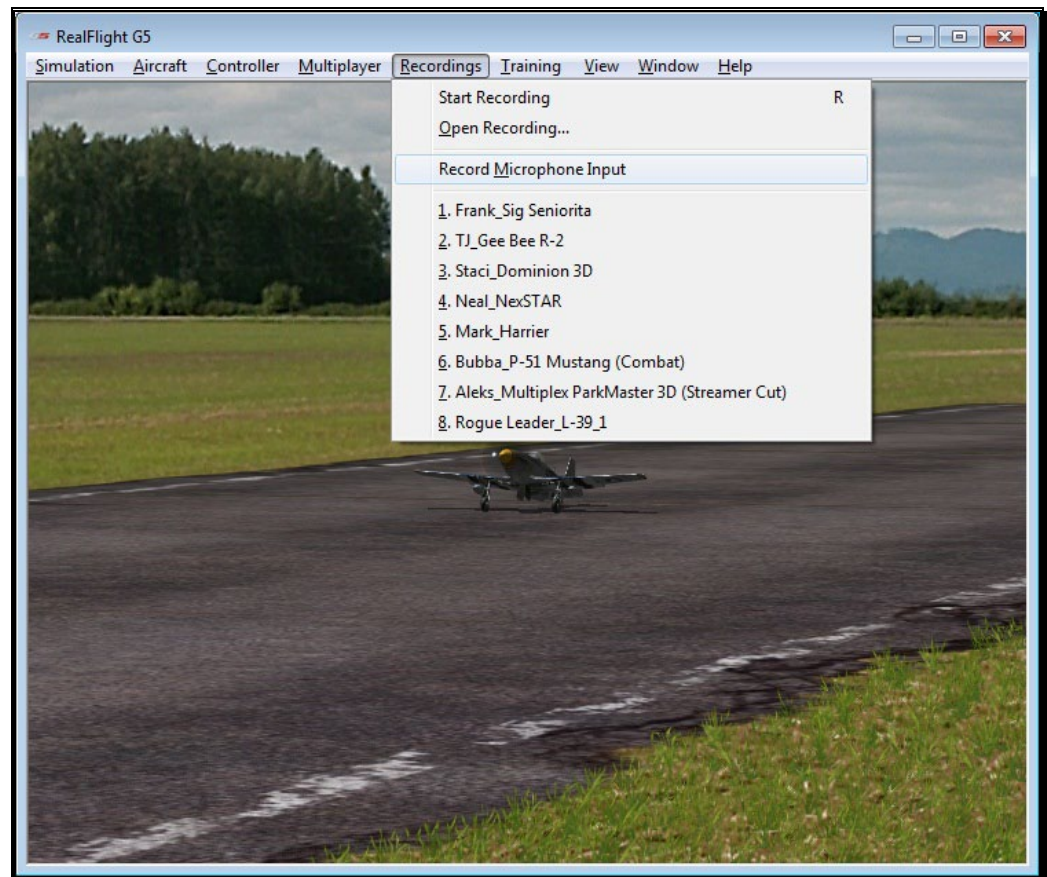 RealFlight G5
Simulation Aircraft Controller Multiplayer Recordings Training View Window Help
Start Recording R
Open Recording...
Record Microphone Input
1. Frank_Sig Seniorita
2. TJ_Gee Bee R-2
3. Staci_Dominion 3D
4. Neal_NexSTAR
5. Mark_Harrier
6. Bubba_P-51 Mustang (Combat)
7. Aleks_Multiplex ParkMaster 3D (Streamer Cut)
8. Rogue Leader_L-39_1